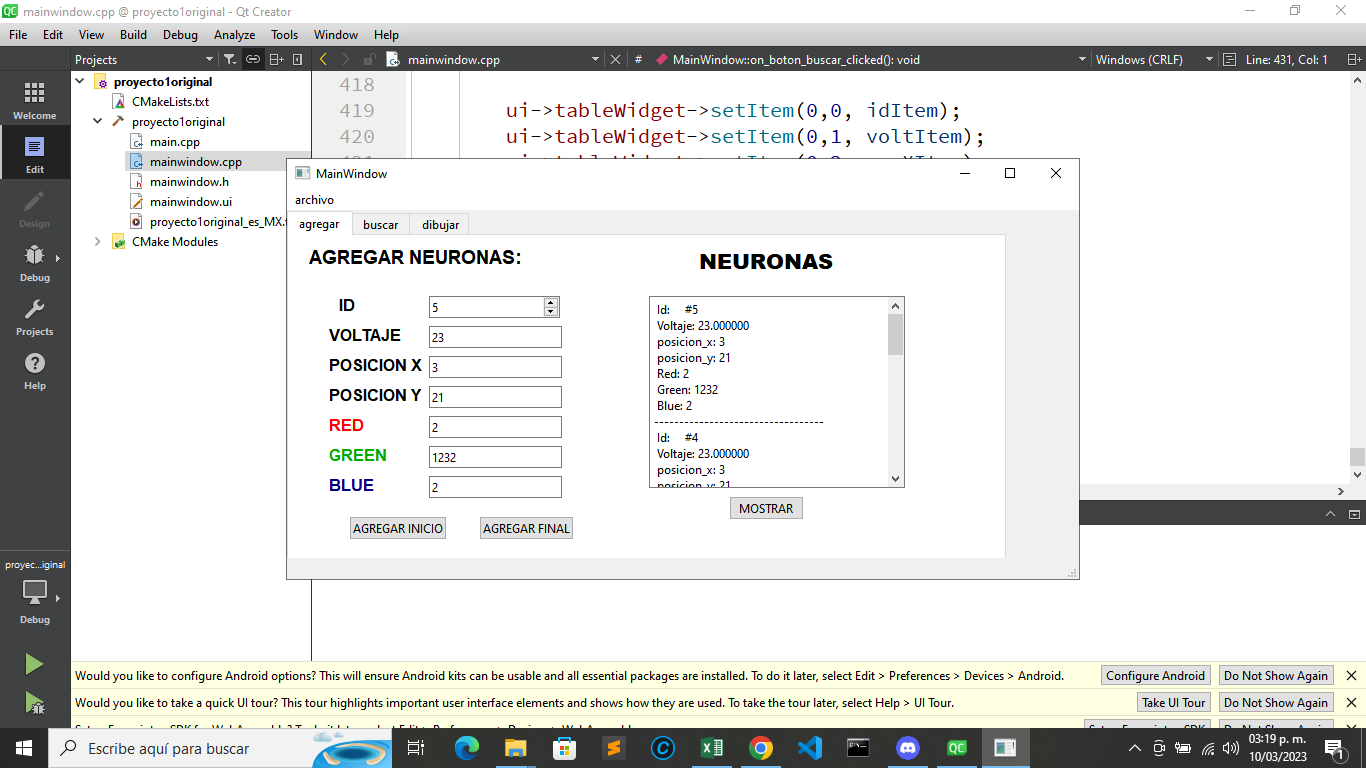 mainwindow.cpp @ proyecto1original - Qt Creator
File Edit View Build Debug Analyze Tools Window Help
Projects mainwindow.cpp # MainWindow::on_boton_buscar_clicked(): void Windows (CRLF) Line: 431, Col: 1
Welcome
Edit
Design
Debug
Projects
Help
proyec...iginal
Debug
proyecto1original
CMakeLists.txt
proyecto1original
main.cpp
mainwindow.cpp
mainwindow.h
mainwindow.ui
proyecto1original_es_MX.
CMake Modules
418
419 ui->tableWidget->setItem(0,0, idItem);
420 ui->tableWidget->setItem(0,1, voltItem);
MainWindow
archivo
agregar buscar dibujar
AGREGAR NEURONAS:
ID 5
VOLTAJE 23
POSICION X 3
POSICION Y 21
RED 2
GREEN 1232
BLUE 2
AGREGAR INICIO AGREGAR FINAL
NEURONAS
Id: #5
Voltaje: 23.000000
posicion_x: 3
posicion_y: 21
Red: 2
Green: 1232
Blue: 2
----------------------------------
Id: #4
Voltaje: 23.000000
posicion_x: 3
posicion_y: 21
MOSTRAR
Would you like to configure Android options? This will ensure Android kits can be usable and all essential packages are installed. To do it later, select Edit > Preferences > Devices > Android. Configure Android Do Not Show Again
Would you like to take a quick UI tour? This tour highlights important user interface elements and shows how they are used. To take the tour later, select Help > UI Tour. Take UI Tour Do Not Show Again
Escribe aquí para buscar
03:19 p. m.
10/03/2023
1